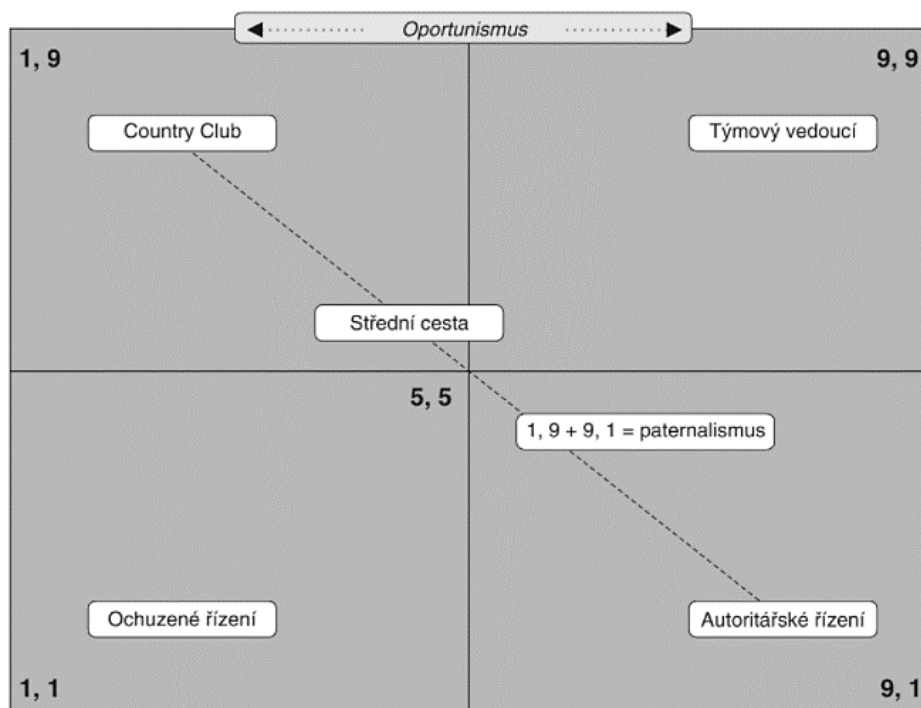 Oportunismus
1, 9
9, 9
Country Club
Týmový vedoucí
Střední cesta
5, 5
1, 9 + 9, 1 = paternalismus
Ochuzené řízení
Autoritářské řízení
1, 1
9, 1